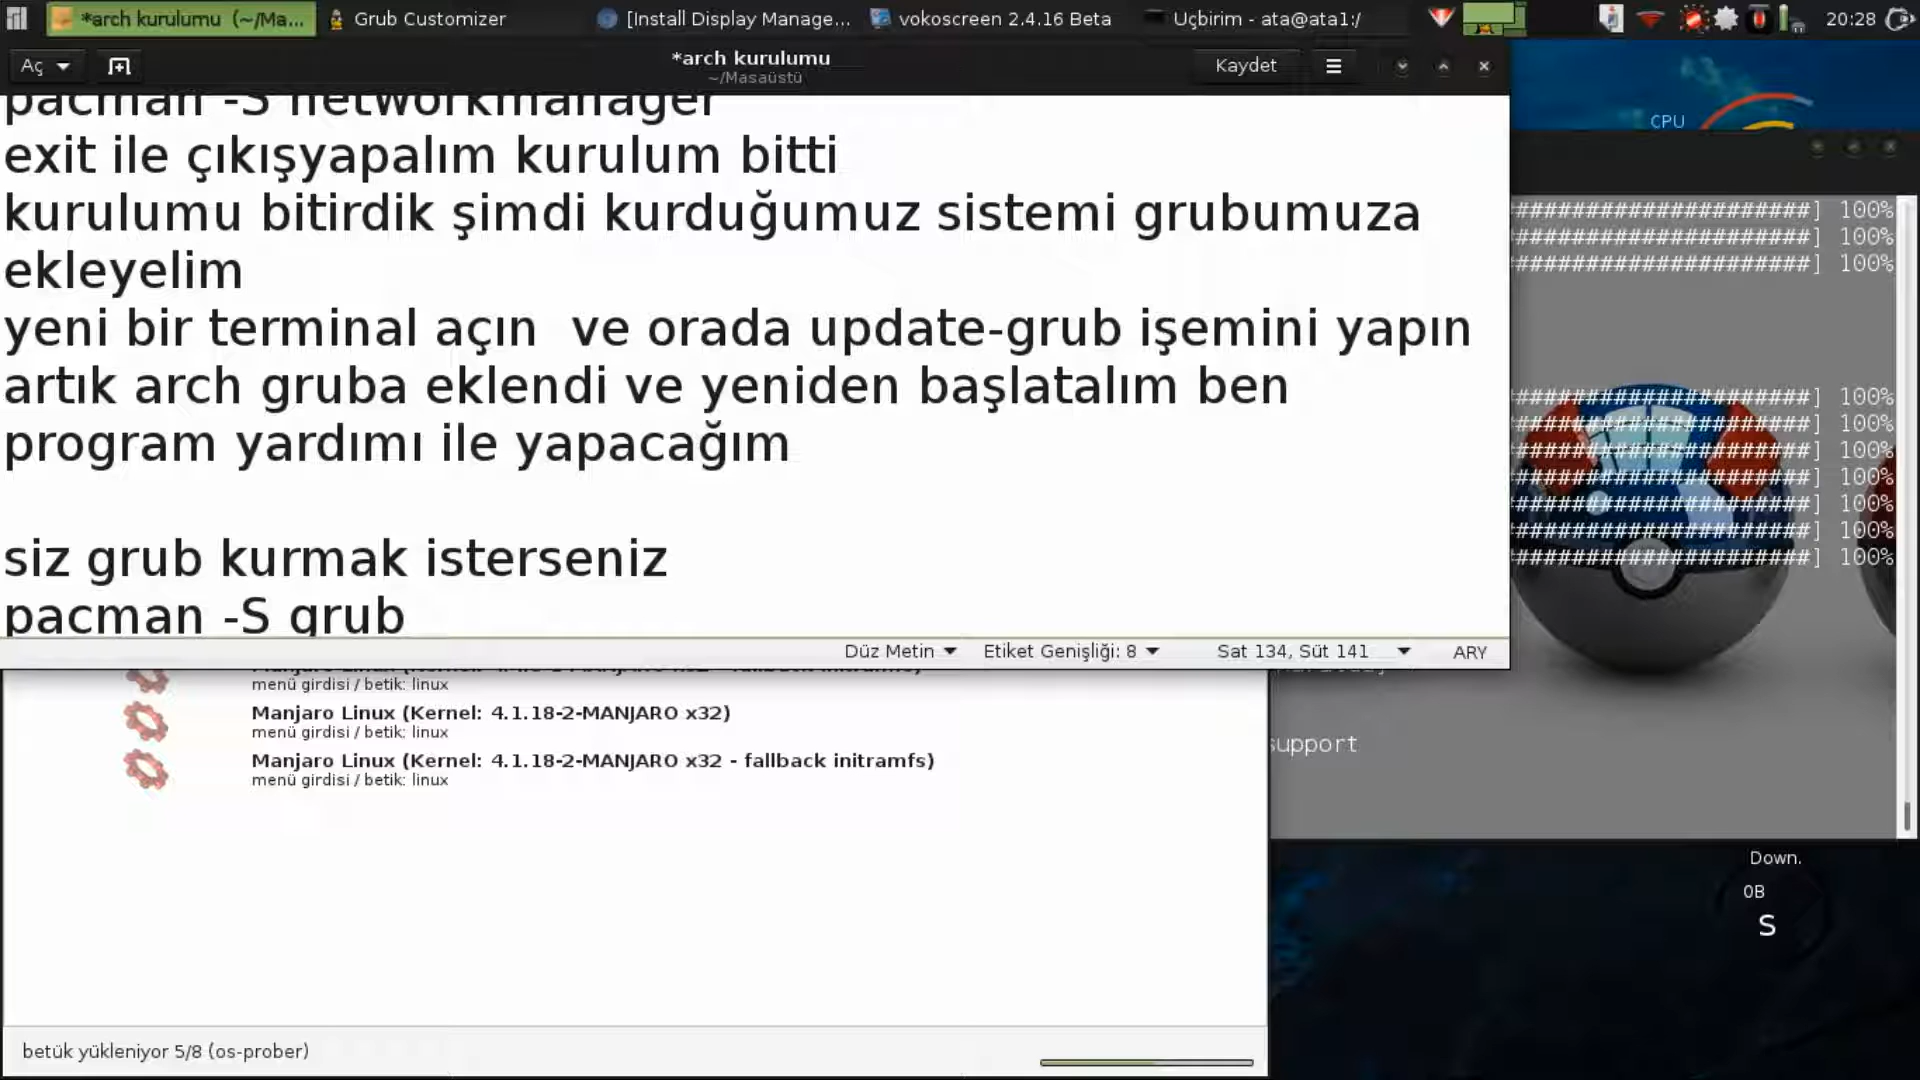 *arch kurulumu (~/Ma...
Grub Customizer
[Install Display Manage...
vokoscreen 2.4.16 Beta
Uçbirim - ata@ata1:/
20:28
Aç
*arch kurulumu
~/Masaüstü
Kaydet
pacman -S networkmanager
exit ile çıkışyapalım kurulum bitti
kurulumu bitirdik şimdi kurduğumuz sistemi grubumuza
ekleyelim
yeni bir terminal açın  ve orada update-grub işemini yapın
artık arch gruba eklendi ve yeniden başlatalım ben
program yardımı ile yapacağım
siz grub kurmak isterseniz
pacman -S grub
Düz Metin
Etiket Genişliği: 8
Sat 134, Süt 141
ARY
CPU
#####################] 100%
#####################] 100%
#####################] 100%
#####################] 100%
#####################] 100%
#####################] 100%
#####################] 100%
#####################] 100%
#####################] 100%
#####################] 100%
support
menü girdisi / betik: linux
Manjaro Linux (Kernel: 4.1.18-2-MANJARO x32)
menü girdisi / betik: linux
Manjaro Linux (Kernel: 4.1.18-2-MANJARO x32 - fallback initramfs)
menü girdisi / betik: linux
betük yükleniyor 5/8 (os-prober)
Down.
0B
S